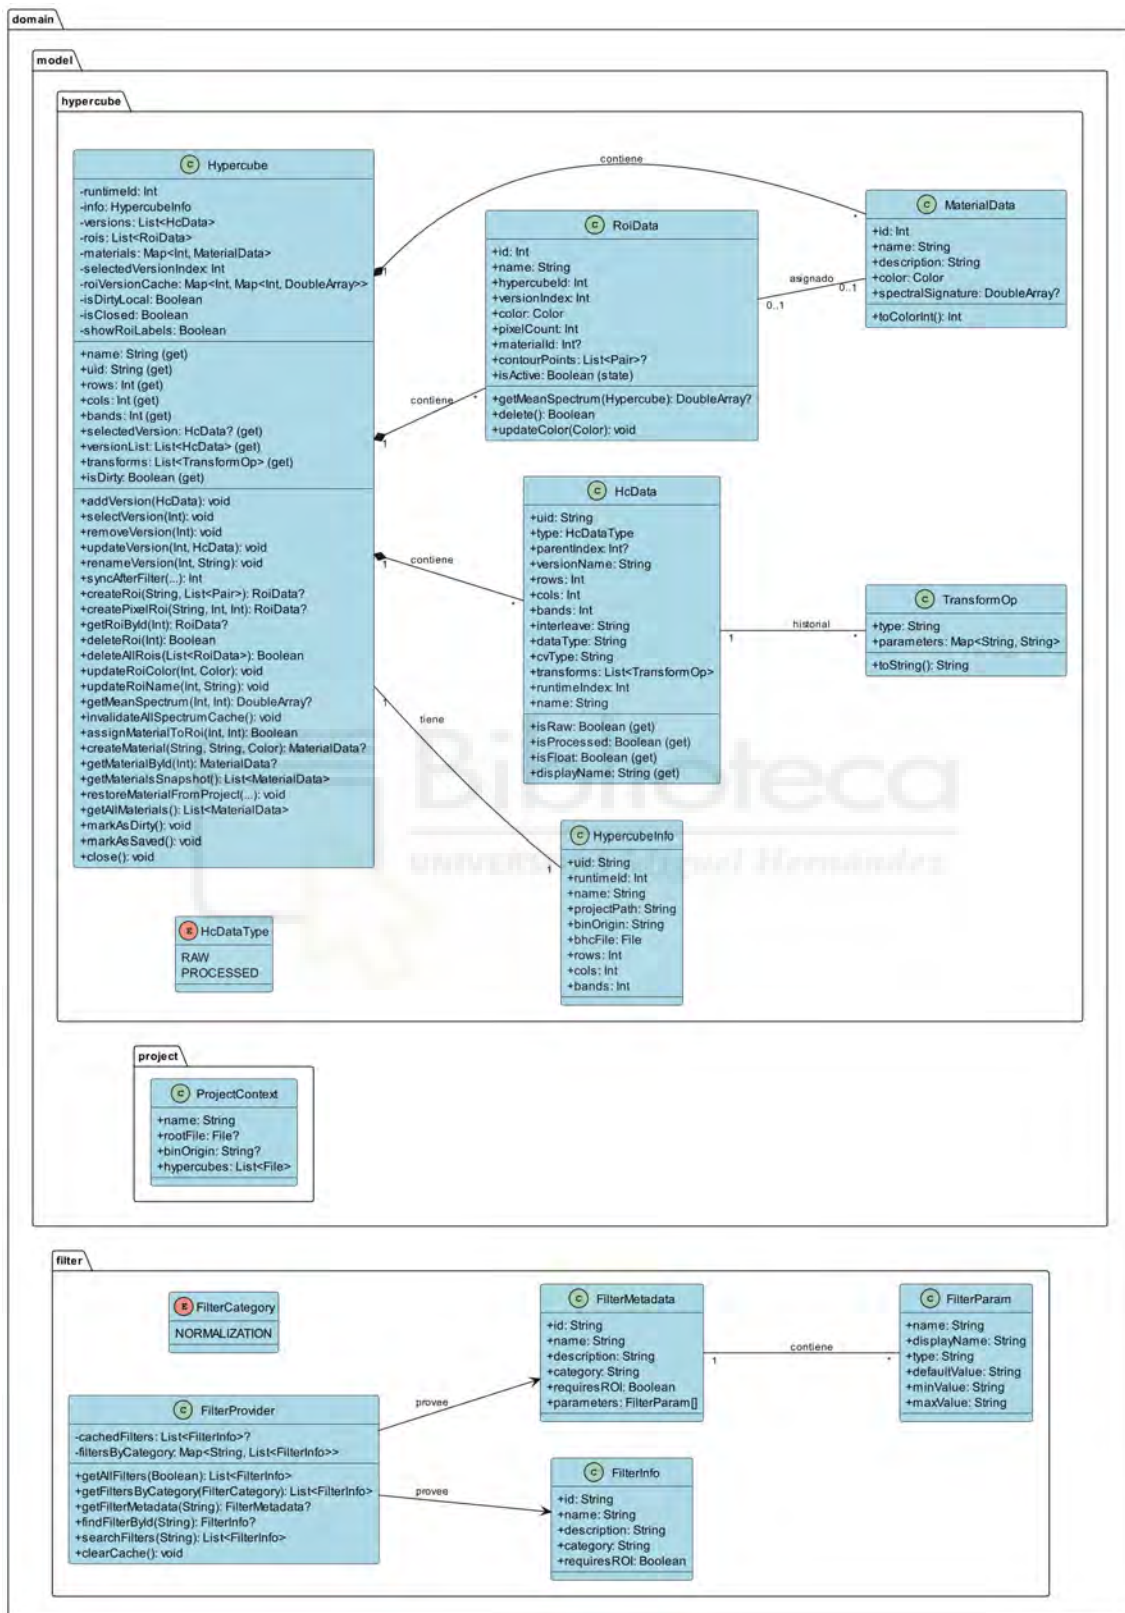 domain
model
hypercube
C Hypercube
-runtimeId: Int
-info: HypercubeInfo
-versions: List<HcData>
-rois: List<RoiData>
-materials: Map<Int, MaterialData>
-selectedVersionIndex: Int
-roiVersionCache: Map<Int, Map<Int, DoubleArray>>
-isDirtyLocal: Boolean
-isClosed: Boolean
-showRoiLabels: Boolean
+name: String (get)
+uid: String (get)
+rows: Int (get)
+cols: Int (get)
+bands: Int (get)
+selectedVersion: HcData? (get)
+versionList: List<HcData> (get)
+transforms: List<TransformOp> (get)
+isDirty: Boolean (get)
+addVersion(HcData): void
+selectVersion(Int): void
+removeVersion(Int): void
+updateVersion(Int, HcData): void
+renameVersion(Int, String): void
+syncAfterFilter(...): Int
+createRoi(String, List<Pair>): RoiData?
+createPixelRoi(String, Int, Int): RoiData?
+getRoiById(Int): RoiData?
+deleteRoi(Int): Boolean
+deleteAllRois(List<RoiData>): Boolean
+updateRoiColor(Int, Color): void
+updateRoiName(Int, String): void
+getMeanSpectrum(Int, Int): DoubleArray?
+invalidateAllSpectrumCache(): void
+assignMaterialToRoi(Int, Int): Boolean
+createMaterial(String, String, Color): MaterialData?
+getMaterialById(Int): MaterialData?
+getMaterialsSnapshot(): List<MaterialData>
+restoreMaterialFromProject(...): void
+getAllMaterials(): List<MaterialData>
+markAsDirty(): void
+markAsSaved(): void
+close(): void
contiene
1
*
C MaterialData
+id: Int
+name: String
+description: String
+color: Color
+spectralSignature: DoubleArray?
+toColorInt(): Int
C RoiData
+id: Int
+name: String
+hypercubeId: Int
+versionIndex: Int
+color: Color
+pixelCount: Int
+materialId: Int?
+contourPoints: List<Pair>?
+isActive: Boolean (state)
+getMeanSpectrum(Hypercube): DoubleArray?
+delete(): Boolean
+updateColor(Color): void
asignado
0..1
0..1
contiene
1
*
C HcData
+uid: String
+type: HcDataType
+parentIndex: Int?
+versionName: String
+rows: Int
+cols: Int
+bands: Int
+interleave: String
+dataType: String
+cvType: String
+transforms: List<TransformOp>
+runtimeIndex: Int
+name: String
+isRaw: Boolean (get)
+isProcessed: Boolean (get)
+isFloat: Boolean (get)
+displayName: String (get)
contiene
1
*
C TransformOp
+type: String
+parameters: Map<String, String>
+toString(): String
1
historial
*
1
tiene
1
C HypercubeInfo
+uid: String
+runtimeId: Int
+name: String
+projectPath: String
+binOrigin: String
+bhcFile: File
+rows: Int
+cols: Int
+bands: Int
E HcDataType
RAW
PROCESSED
Biblioteca
Miguel Hernández
project
C ProjectContext
+name: String
+rootFile: File?
+binOrigin: String?
+hypercubes: List<File>
filter
E FilterCategory
NORMALIZATION
C FilterMetadata
+id: String
+name: String
+description: String
+category: String
+requiresROI: Boolean
+parameters: FilterParam[]
1
contiene
*
C FilterParam
+name: String
+displayName: String
+type: String
+defaultValue: String
+minValue: String
+maxValue: String
C FilterProvider
-cachedFilters: List<FilterInfo>?
-filtersByCategory: Map<String, List<FilterInfo>>
+getAllFilters(Boolean): List<FilterInfo>
+getFiltersByCategory(FilterCategory): List<FilterInfo>
+getFilterMetadata(String): FilterMetadata?
+findFilterById(String): FilterInfo?
+searchFilters(String): List<FilterInfo>
+clearCache(): void
provee
provee
C FilterInfo
+id: String
+name: String
+description: String
+category: String
+requiresROI: Boolean